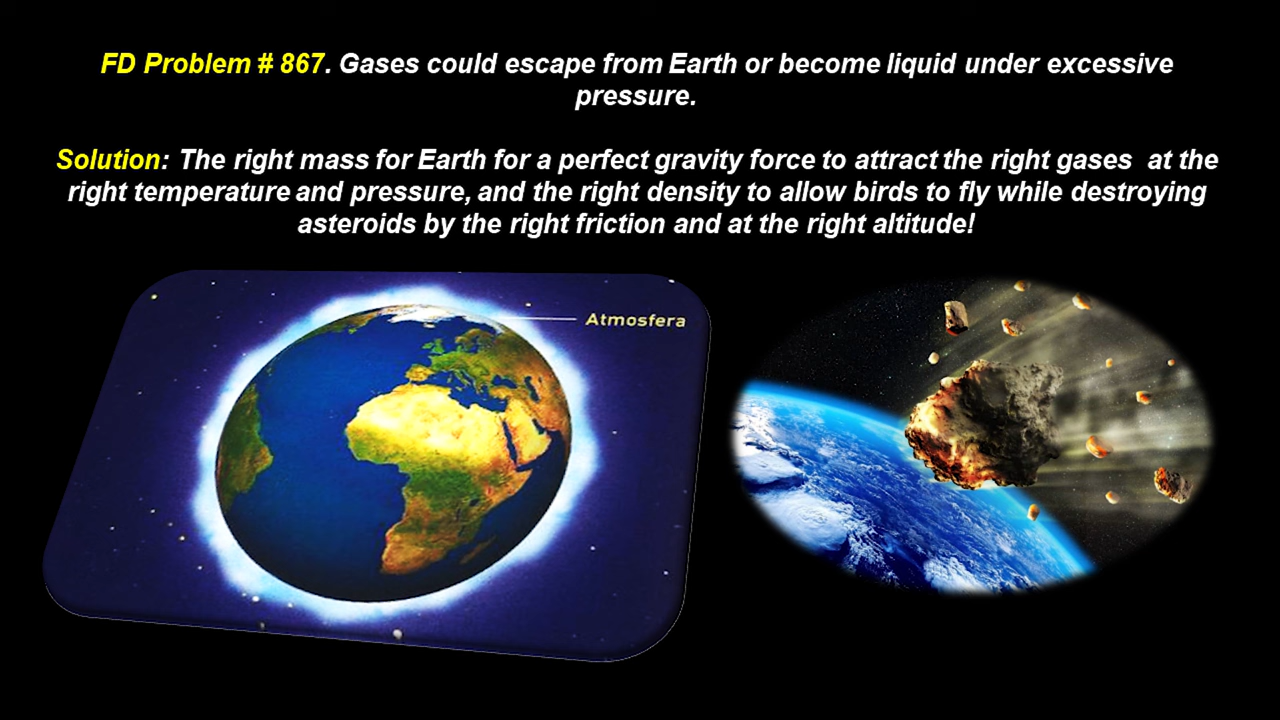 FD Problem # 867. Gases could escape from Earth or become liquid under excessive
pressure.
Solution: The right mass for Earth for a perfect gravity force to attract the right gases  at the
right temperature and pressure, and the right density to allow birds to fly while destroying
asteroids by the right friction and at the right altitude!
Atmosfera